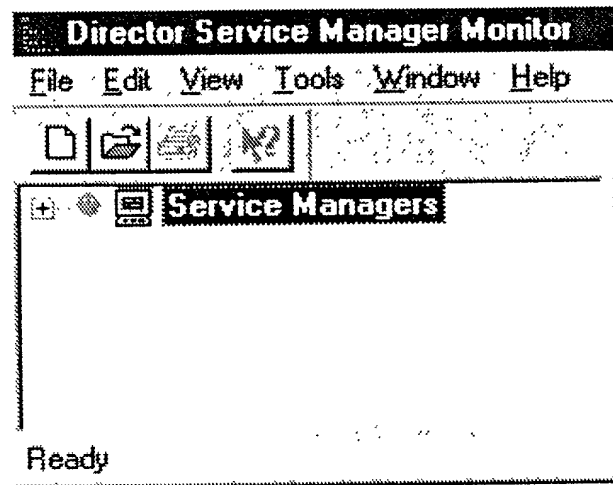 Director Service Manager Monitor
File Edit View Tools Window Help
Service Managers
Ready